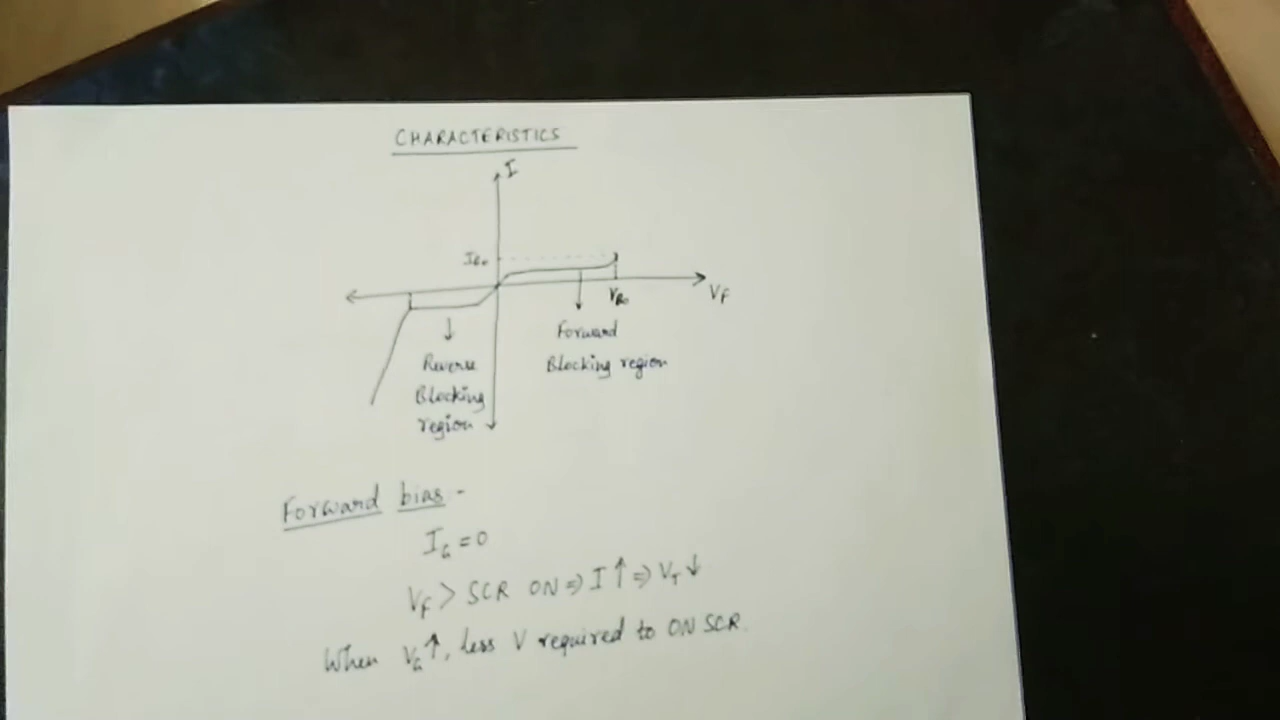 CHARACTERISTICS
I
IBo
VBo
VF
Forward
Blocking region
Reverse
Blocking
region
Forward bias :-
IG = 0
VF > SCR ON ⇒ I ↑ ⇒ VT ↓
When VG ↑, less V required to ON SCR.